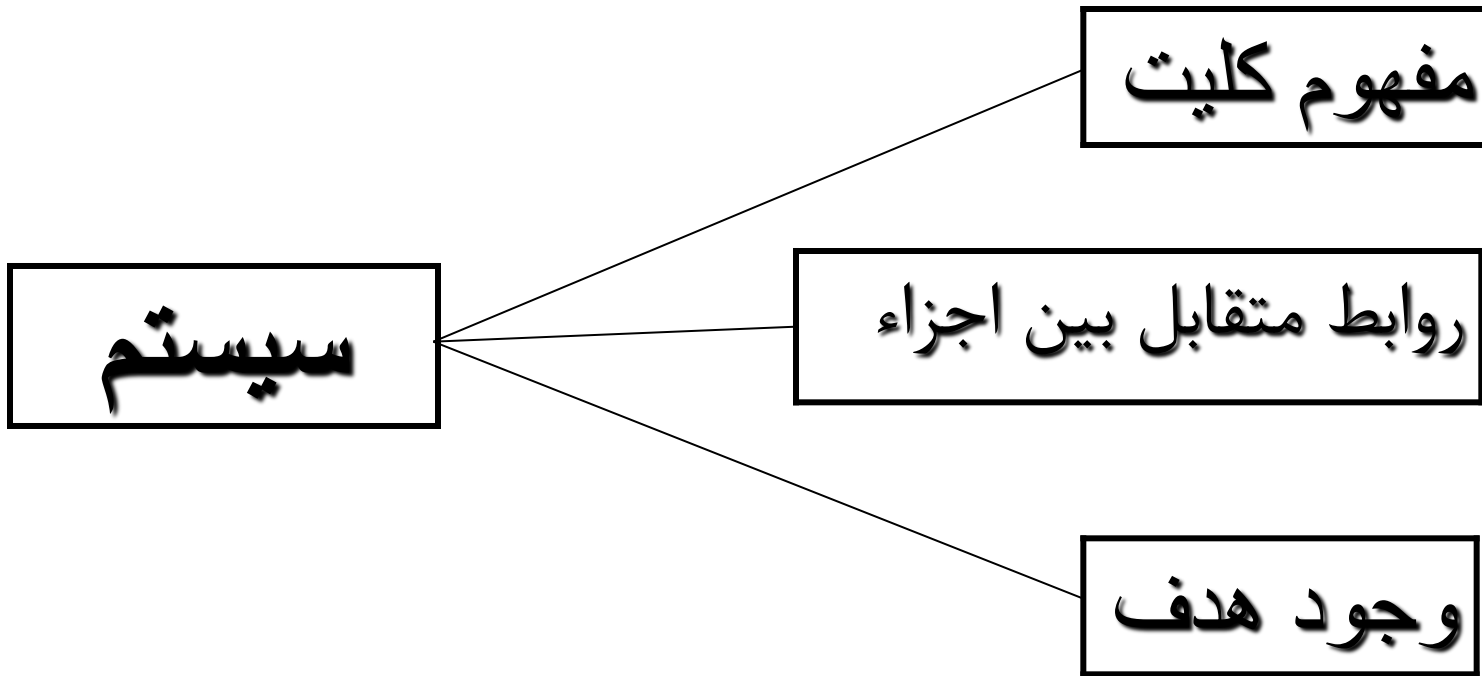 مفهوم کلیت
روابط متقابل بین اجزاء
سیستم
وجود هدف